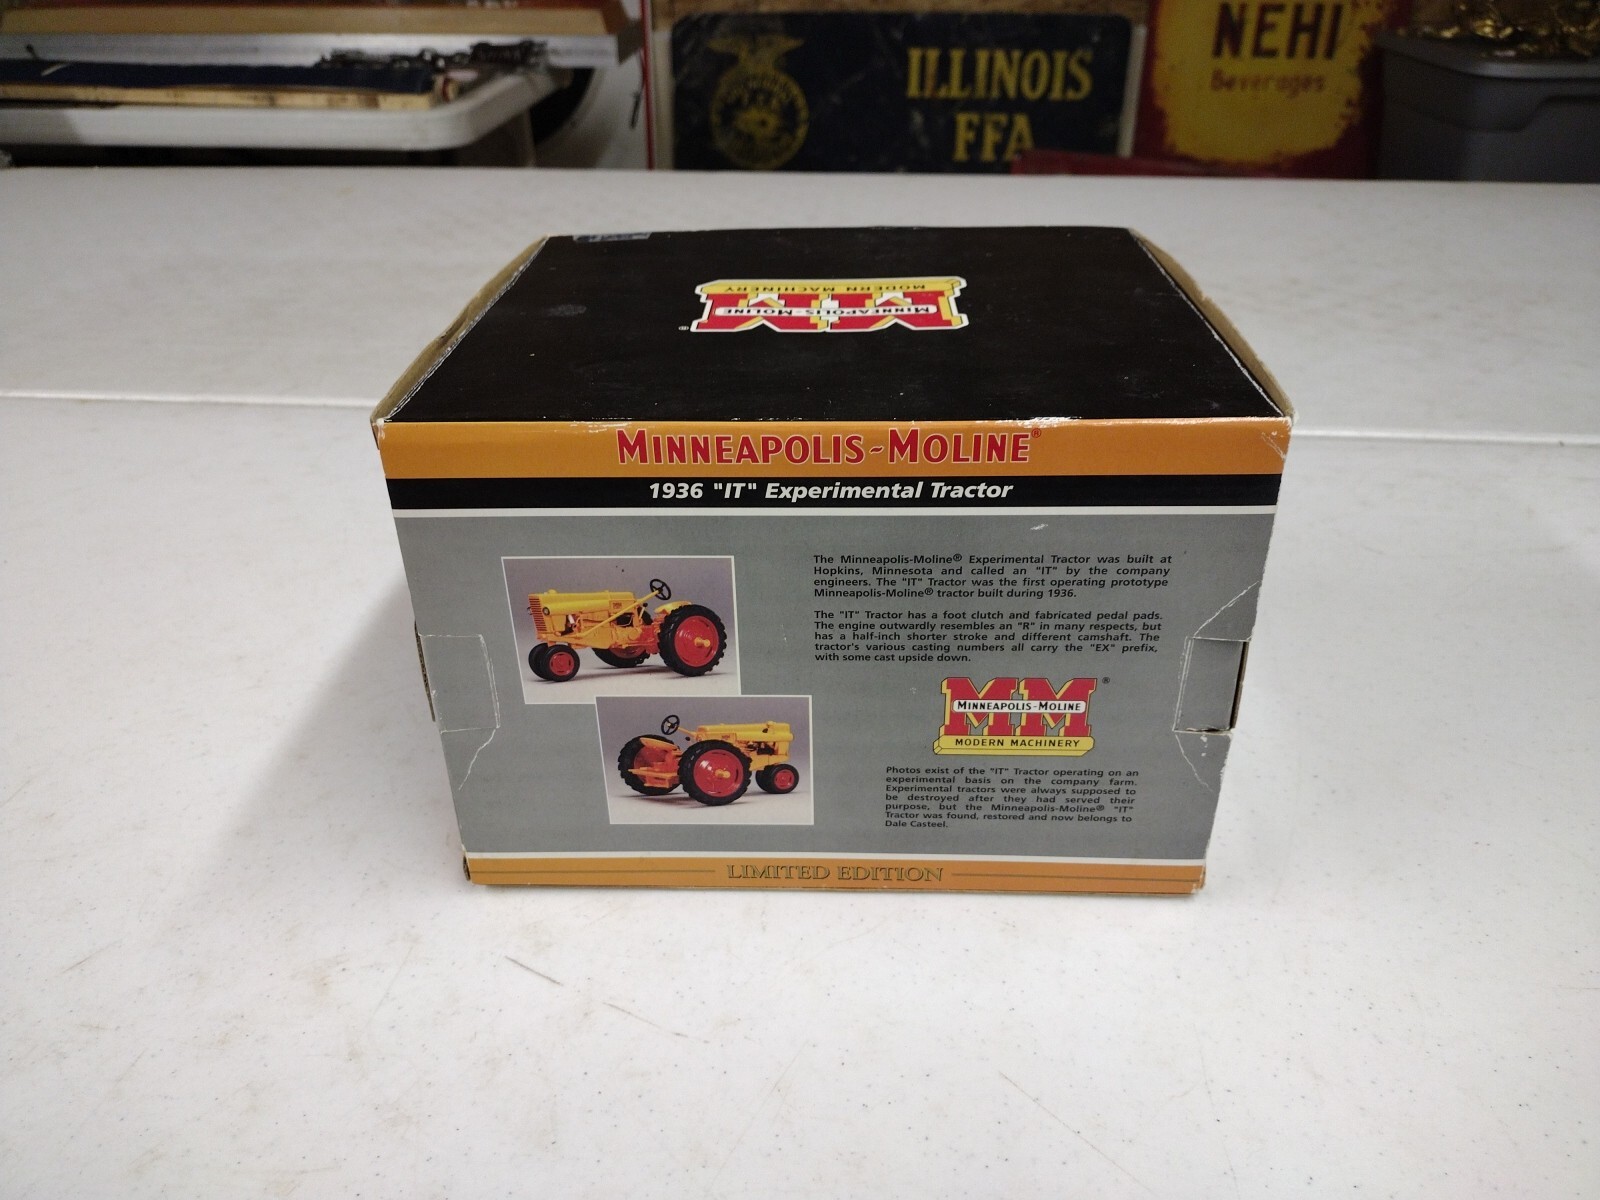 ILLINOIS
FFA
NEHI
Beverages
MODERN MACHINERY
MINNEAPOLIS-MOLINE
®
MINNEAPOLIS~MOLINE®
1936 "IT" Experimental Tractor
The Minneapolis-Moline® Experimental Tractor was built at
Hopkins, Minnesota and called an "IT" by the company
engineers. The "IT" Tractor was the first operating prototype
Minneapolis-Moline® tractor built during 1936.
The "IT" Tractor has a foot clutch and fabricated pedal pads.
The engine outwardly resembles an "R" in many respects, but
has a half-inch shorter stroke and different camshaft. The
tractor's various casting numbers all carry the "EX" prefix,
with some cast upside down.
MM®
MINNEAPOLIS-MOLINE
MODERN MACHINERY
Photos exist of the "IT" Tractor operating on an
experimental basis on the company farm.
Experimental tractors were always supposed to
be destroyed after they had served their
purpose, but the Minneapolis-Moline® "IT"
Tractor was found, restored and now belongs to
Dale Casteel.
LIMITED EDITION